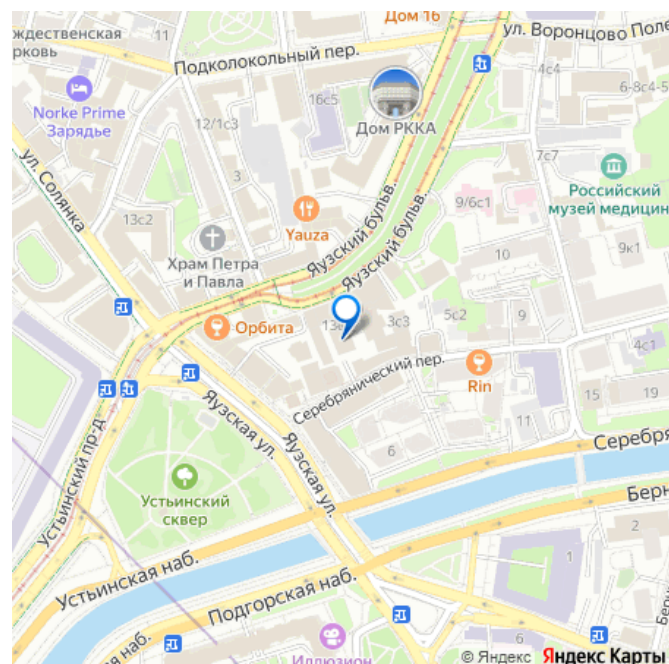 Дом 16
ул. Воронцово Поле
ждественская
ерковь
11
Подколокольный пер.
4с4
6-8с4-5
Norke Prime
Зарядье
16с5
12/1с3
Дом РККА
7с7
ул. Солянка
3
Российский
музей медицин
13с2
9/6с1
Yauza
Яузский бульв.
Яузский бульв.
Храм Петра
и Павла
10
9к1
Орбита
3с3
5с2
9
4с1
Серебрянический пер.
Rin
15
19
Устьинский пр-д
Яузская ул.
Яузская ул.
11
6
Серебря
Устьинский
сквер
Берн
2
1
Устьинская наб.
Подгорская наб.
наб.
Берн
Иллюзион
6
© Яндекс Яндекс Карты